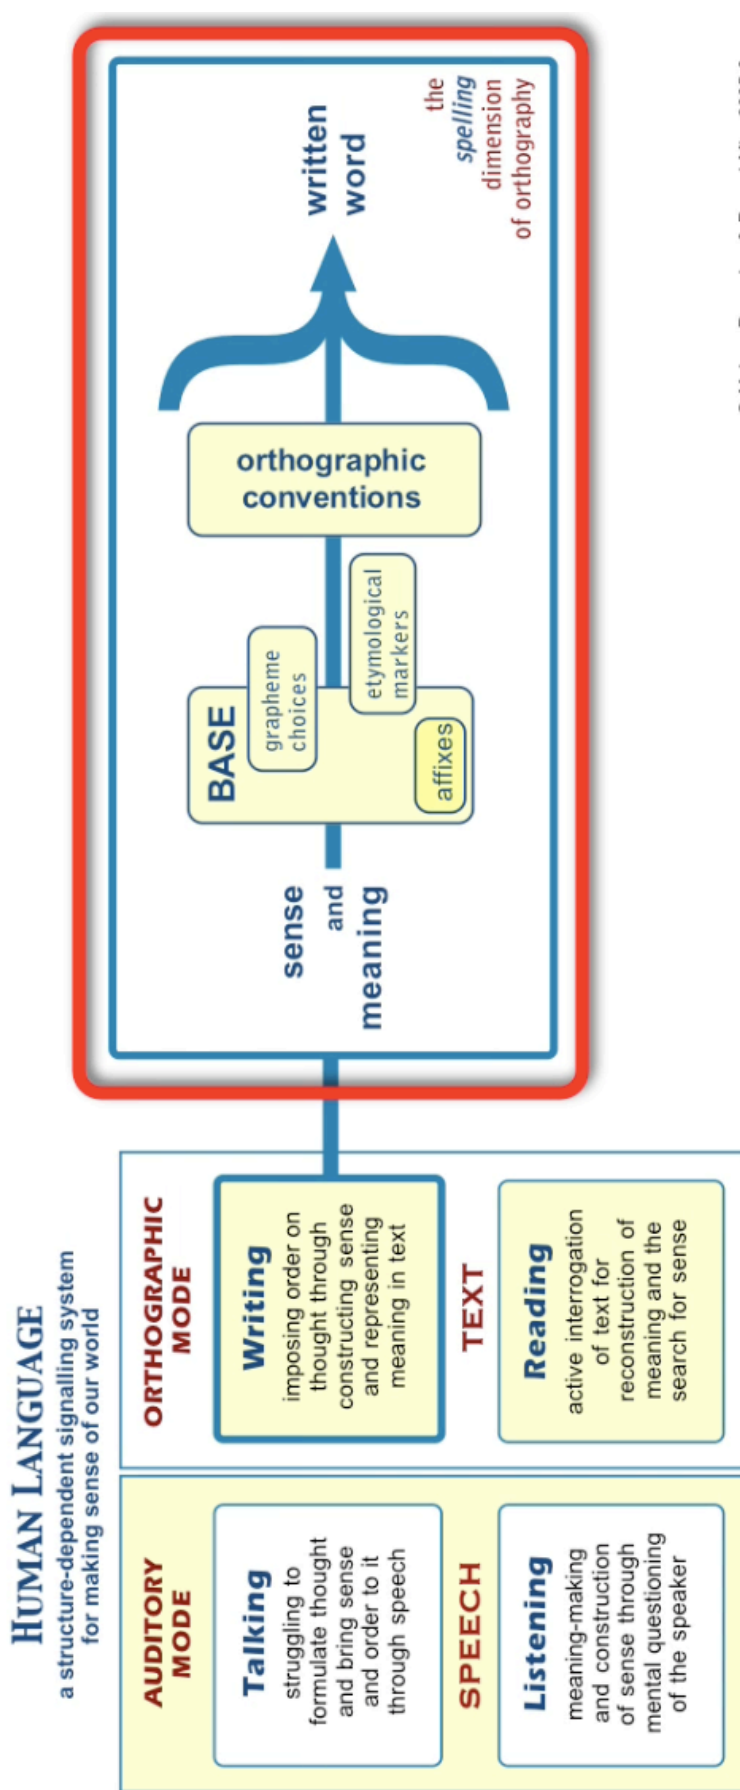 HUMAN LANGUAGE
a structure-dependent signalling system
for making sense of our world
AUDITORY
MODE
Talking
struggling to
formulate thought
and bring sense
and order to it
through speech
SPEECH
Listening
meaning-making
and construction
of sense through
mental questioning
of the speaker
ORTHOGRAPHIC
MODE
Writing
imposing order on
thought through
constructing sense
and representing
meaning in text
TEXT
Reading
active interrogation
of text for
reconstruction of
meaning and the
search for sense
sense
and
meaning
BASE
grapheme
choices
etymological
markers
affixes
orthographic
conventions
written
word
the
spelling
dimension
of orthography